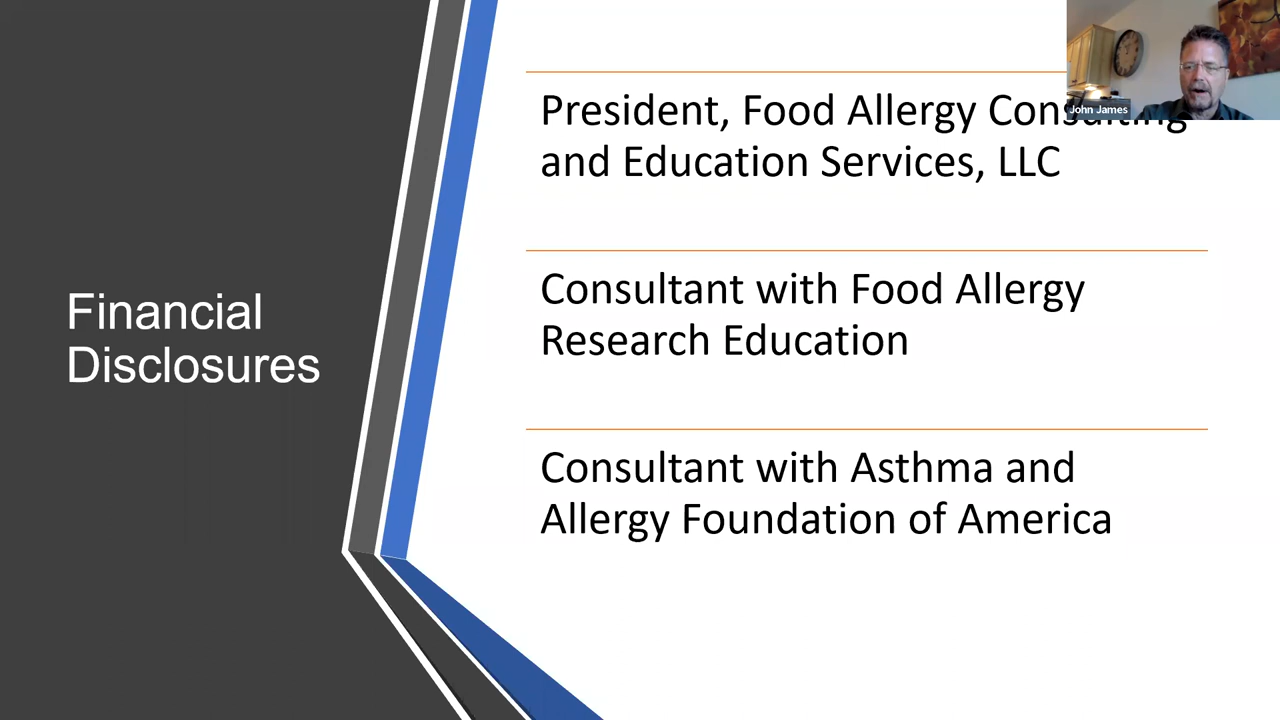 John James
President, Food Allergy Consulting
and Education Services, LLC
Consultant with Food Allergy
Research Education
Consultant with Asthma and
Allergy Foundation of America
Financial
Disclosures